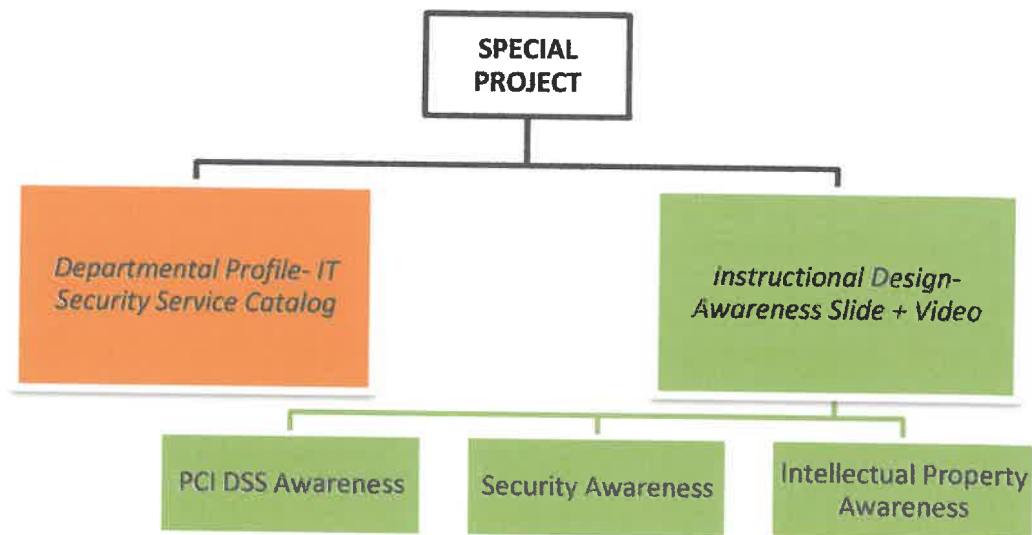 SPECIAL
PROJECT
Departmental Profile- IT
Security Service Catalog
Instructional Design-
Awareness Slide + Video
PCI DSS Awareness
Security Awareness
Intellectual Property
Awareness